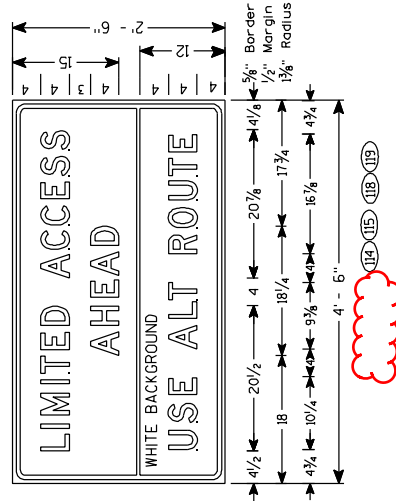 2' - 6"
15
12
4
4
3
4
4
4
4
LIMITED ACCESS
AHEAD
WHITE BACKGROUND
USE ALT ROUTE
5/8" Border
1/2" Margin
1 3/8" Radius
4 1/2 20 1/2 4 20 7/8 4 1/8
18 18 1/4 17 3/4
4 3/4 10 1/4 4 9 3/8 4 16 7/8 4 3/4
4' - 6"
114 115 118 119